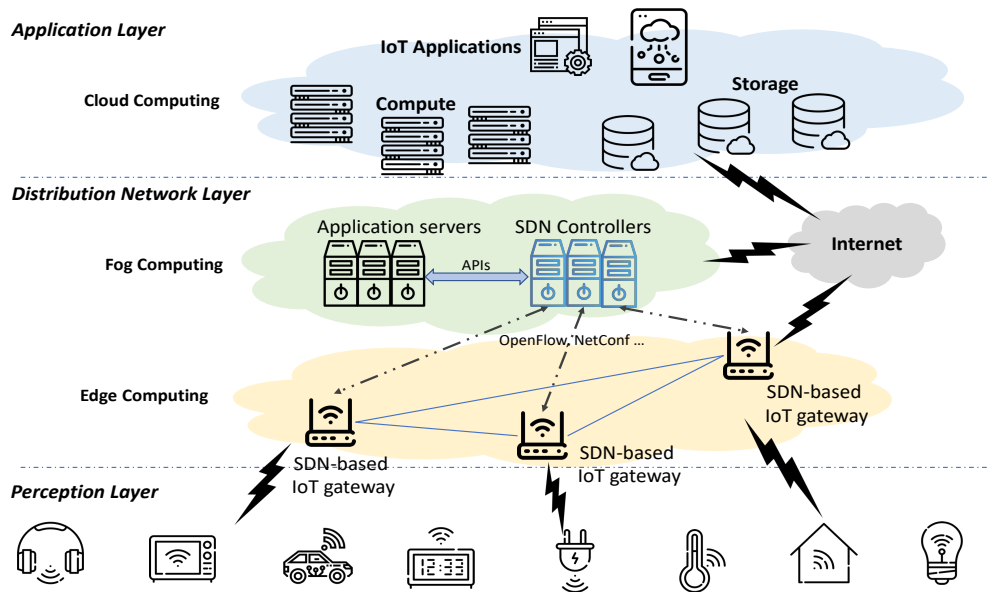 Application Layer
IoT Applications
Cloud Computing
Compute
Storage
Distribution Network Layer
Application servers
SDN Controllers
Internet
Fog Computing
APIs
OpenFlow, NetConf ...
Edge Computing
SDN-based
IoT gateway
SDN-based
IoT gateway
SDN-based
IoT gateway
Perception Layer
12:33